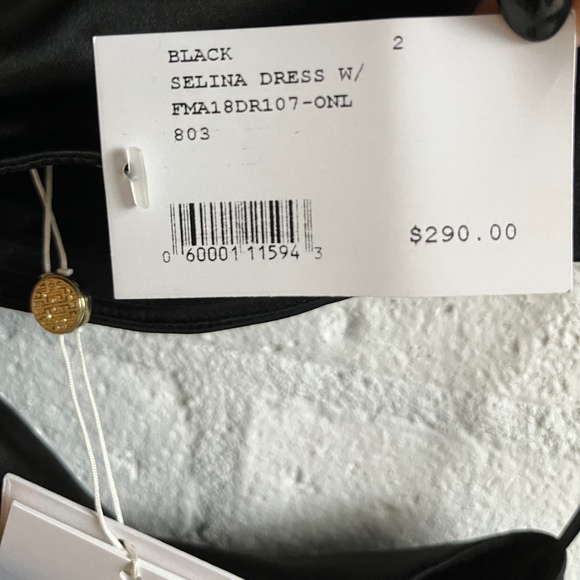 BLACK 2
SELINA DRESS W/
FMA18DR107-ONL
803
0 60001 11594 3
$290.00